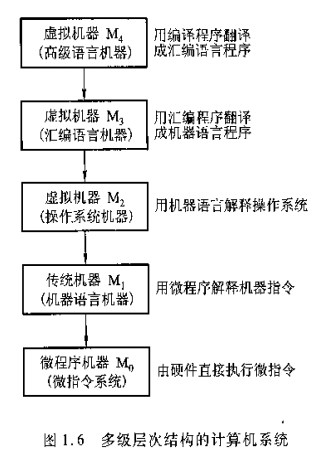 虚拟机器 M4
(高级语言机器)
用编译程序翻译
成汇编语言程序
虚拟机器 M3
(汇编语言机器)
用汇编程序翻译
成机器语言程序
虚拟机器 M2
(操作系统机器)
用机器语言解释操作系统
传统机器 M1
(机器语言机器)
用微程序解释机器指令
微程序机器 M0
(微指令系统)
由硬件直接执行微指令
图 1.6 多级层次结构的计算机系统